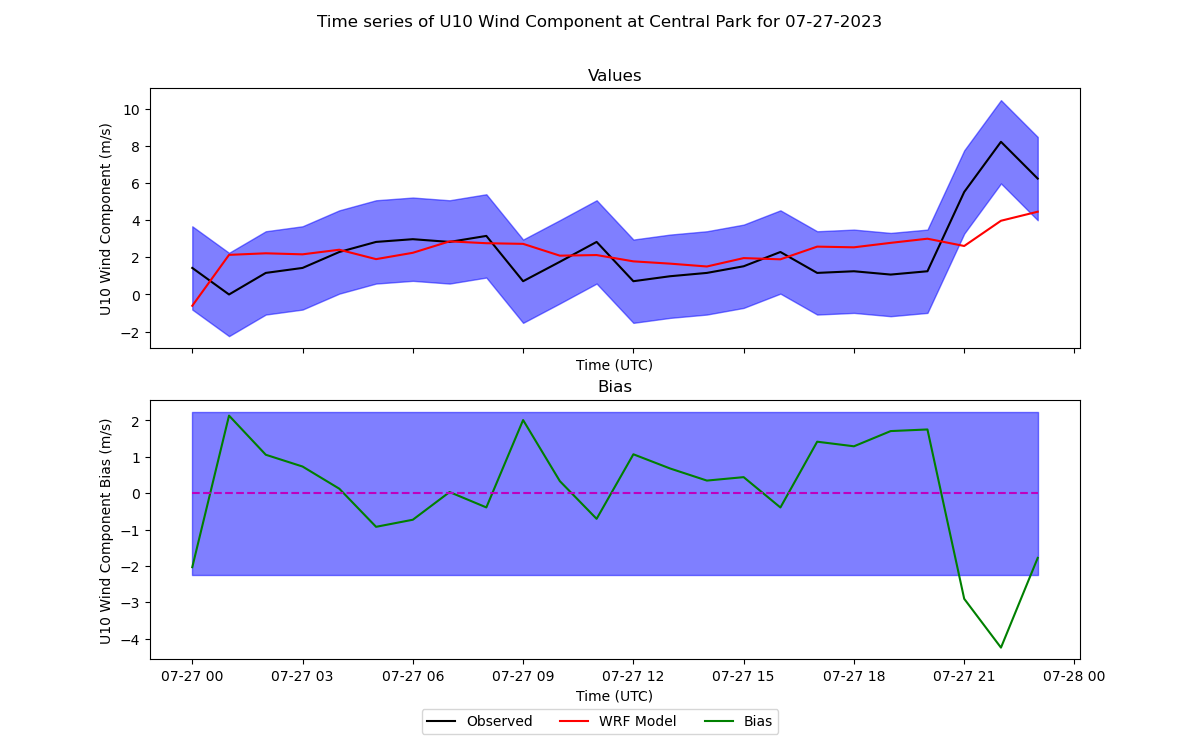 Time series of U10 Wind Component at Central Park for 07-27-2023
Values
U10 Wind Component (m/s)
10
8
6
4
2
0
−2
Time (UTC)
Bias
U10 Wind Component Bias (m/s)
2
1
0
−1
−2
−3
−4
07-27 00 07-27 03 07-27 06 07-27 09 07-27 12 07-27 15 07-27 18 07-27 21 07-28 00
Time (UTC)
Observed WRF Model Bias